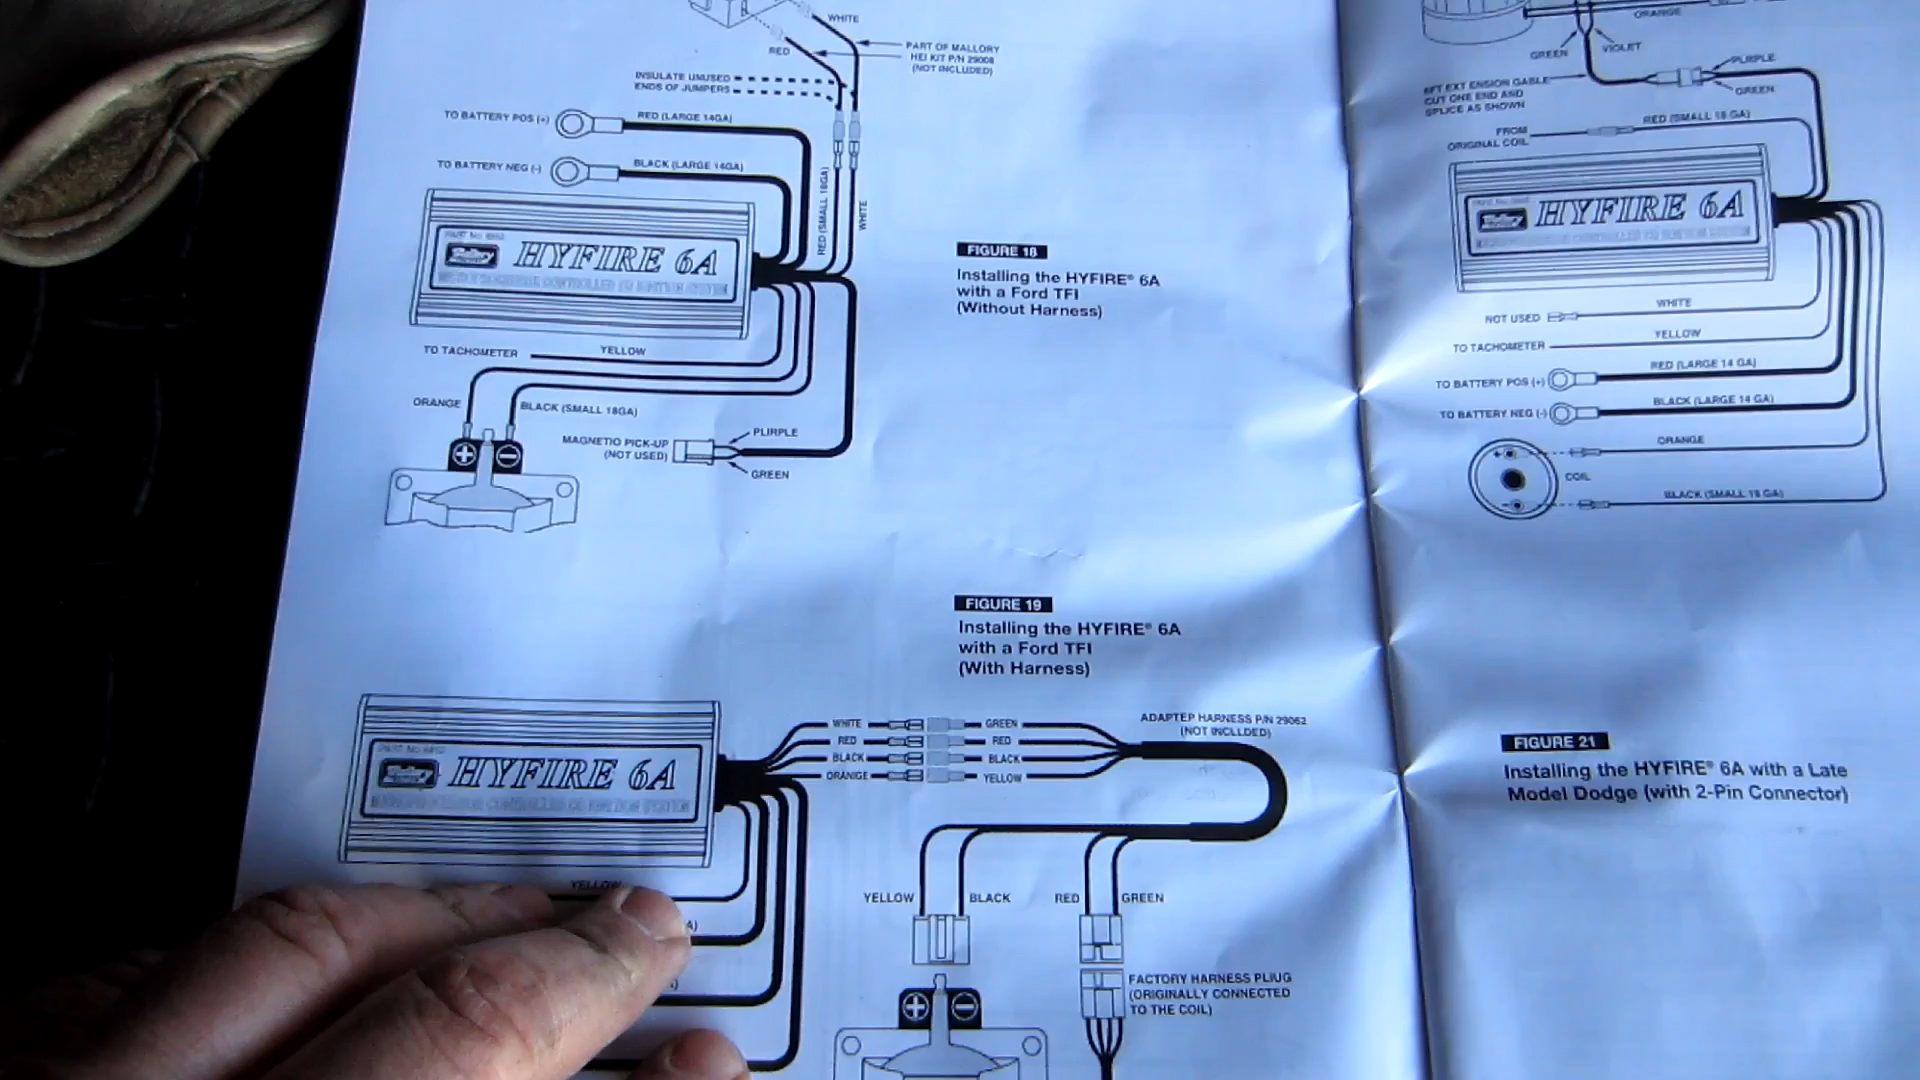 WHITE
RED
PART OF MALLORY
HEI KIT P/N 29008
(NOT INCLUDED)
INSULATE UNUSED
ENDS OF JUMPERS
TO BATTERY POS (+)
RED (LARGE 14GA)
TO BATTERY NEG (-)
BLACK (LARGE 14GA)
RED (SMALL 18GA)
WHITE
Mallory
HYFIRE 6A
TO TACHOMETER
YELLOW
ORANGE
BLACK (SMALL 18GA)
MAGNETIC PICK-UP
(NOT USED)
PURPLE
GREEN
+
-
FIGURE 18
Installing the HYFIRE® 6A
with a Ford TFI
(Without Harness)
FIGURE 19
Installing the HYFIRE® 6A
with a Ford TFI
(With Harness)
HYFIRE 6A
WHITE
RED
BLACK
ORANGE
GREEN
RED
BLACK
YELLOW
ADAPTER HARNESS P/N 29062
(NOT INCLUDED)
YELLOW
YELLOW
BLACK
RED
GREEN
+
-
FACTORY HARNESS PLUG
(ORIGINALLY CONNECTED
TO THE COIL)
ORANGE
GREEN
VIOLET
PURPLE
GREEN
6FT EXTENSION CABLE
CUT ONE END AND
SPLICE AS SHOWN
FROM
ORIGINAL COIL
RED (SMALL 18 GA)
HYFIRE 6A
NOT USED
WHITE
TO TACHOMETER
YELLOW
TO BATTERY POS (+)
RED (LARGE 14 GA)
TO BATTERY NEG (-)
BLACK (LARGE 14 GA)
ORANGE
COIL
BLACK (SMALL 18 GA)
FIGURE 21
Installing the HYFIRE® 6A with a Late
Model Dodge (with 2-Pin Connector)